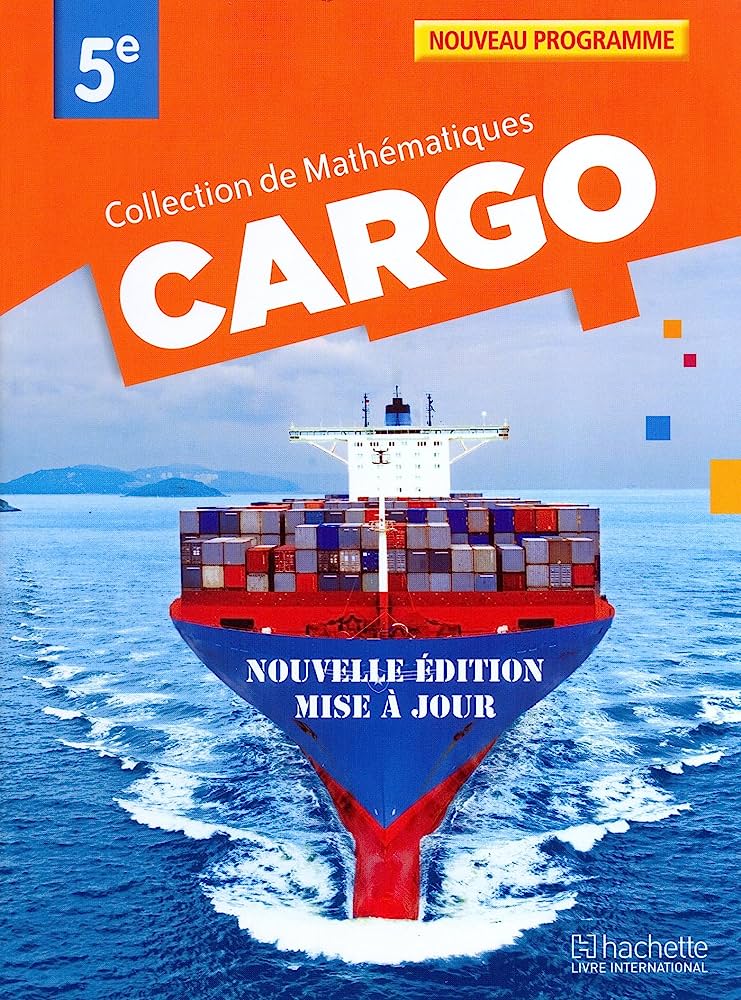 5e
NOUVEAU PROGRAMME
Collection de Mathématiques
CARGO
NOUVELLE ÉDITION
MISE À JOUR
hachette
LIVRE INTERNATIONAL